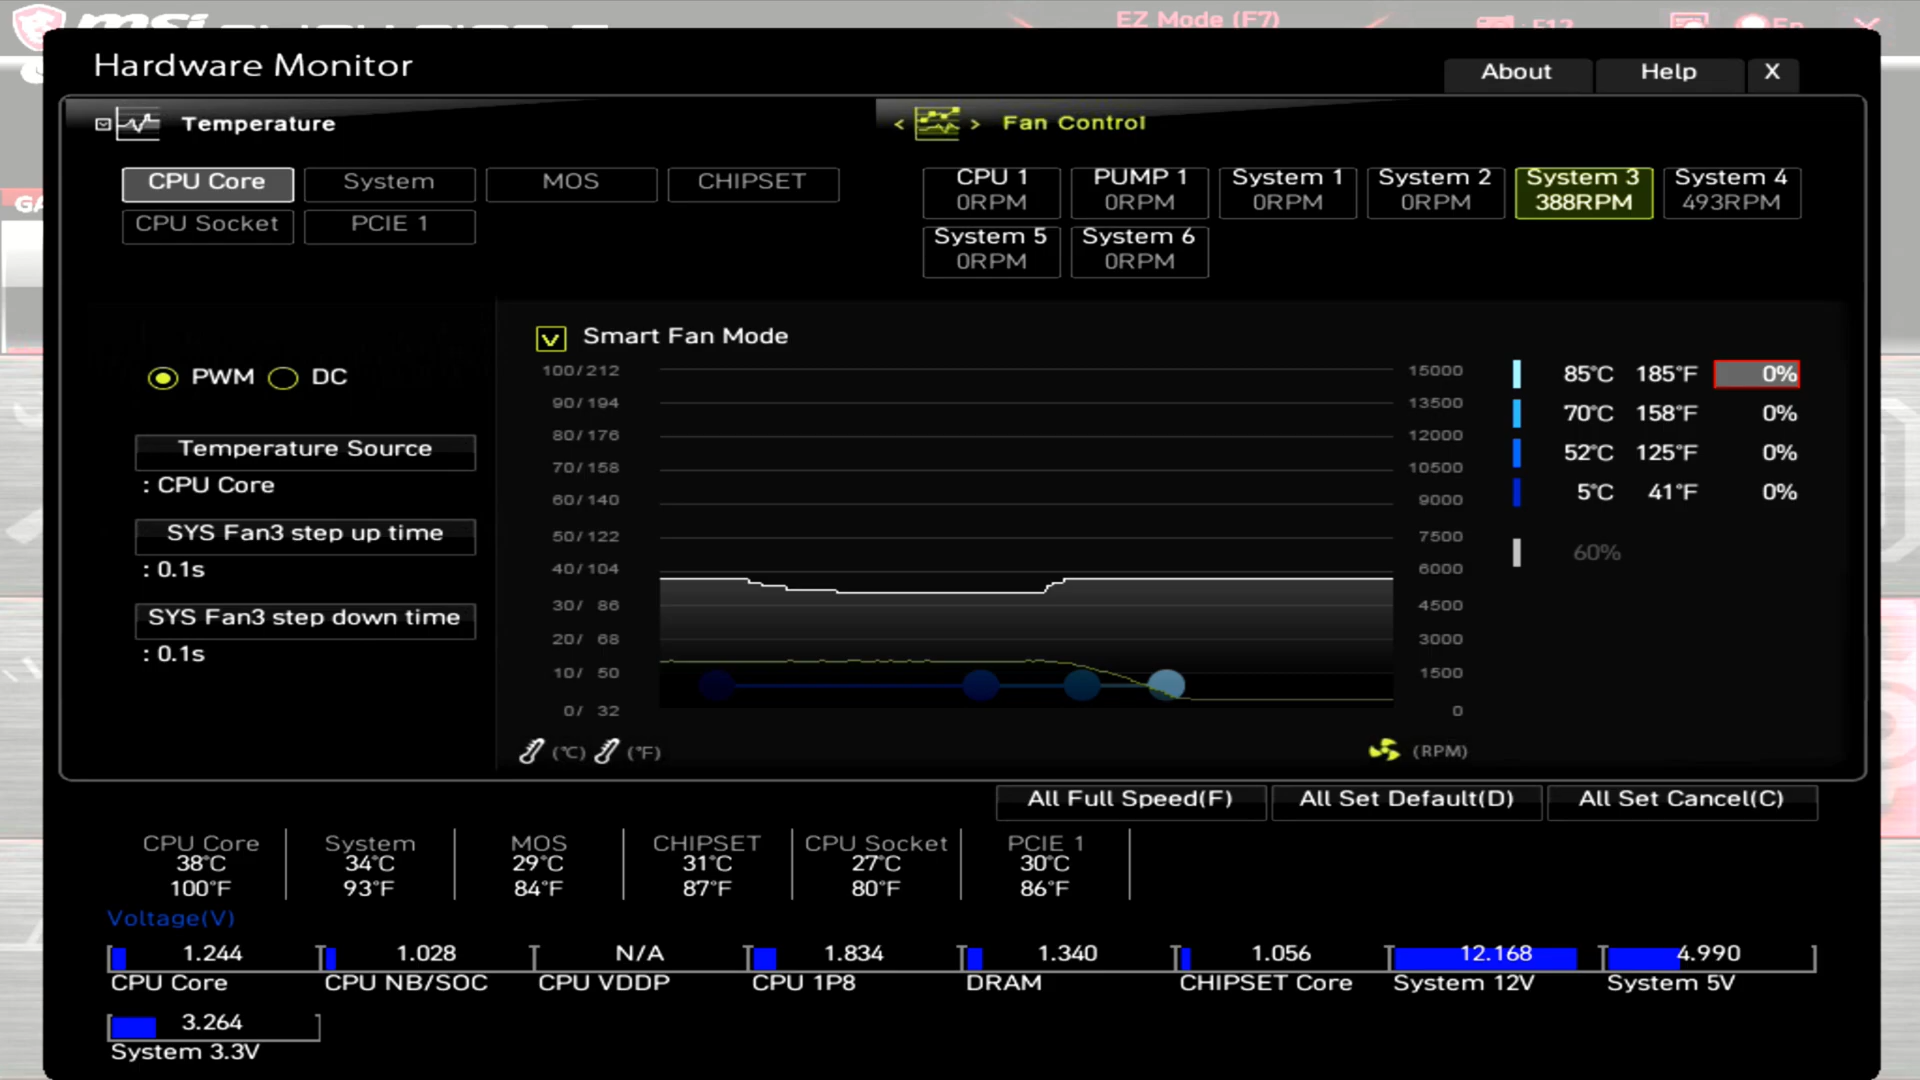 msi
EZ Mode (F7)
F12
En
Hardware Monitor
About
Help
X
Temperature
< > Fan Control
CPU Core
System
MOS
CHIPSET
CPU Socket
PCIE 1
CPU 1
0RPM
PUMP 1
0RPM
System 1
0RPM
System 2
0RPM
System 3
388RPM
System 4
493RPM
System 5
0RPM
System 6
0RPM
PWM
DC
Temperature Source
: CPU Core
SYS Fan3 step up time
: 0.1s
SYS Fan3 step down time
: 0.1s
Smart Fan Mode
100/212
90/194
80/176
70/158
60/140
50/122
40/104
30/ 86
20/ 68
10/ 50
0/ 32
15000
13500
12000
10500
9000
7500
6000
4500
3000
1500
0
(°C)
(°F)
(RPM)
85°C 185°F 0%
70°C 158°F 0%
52°C 125°F 0%
5°C 41°F 0%
60%
All Full Speed(F)
All Set Default(D)
All Set Cancel(C)
CPU Core
38°C
100°F
System
34°C
93°F
MOS
29°C
84°F
CHIPSET
31°C
87°F
CPU Socket
27°C
80°F
PCIE 1
30°C
86°F
Voltage(V)
1.244
CPU Core
1.028
CPU NB/SOC
N/A
CPU VDDP
1.834
CPU 1P8
1.340
DRAM
1.056
CHIPSET Core
12.168
System 12V
4.990
System 5V
3.264
System 3.3V